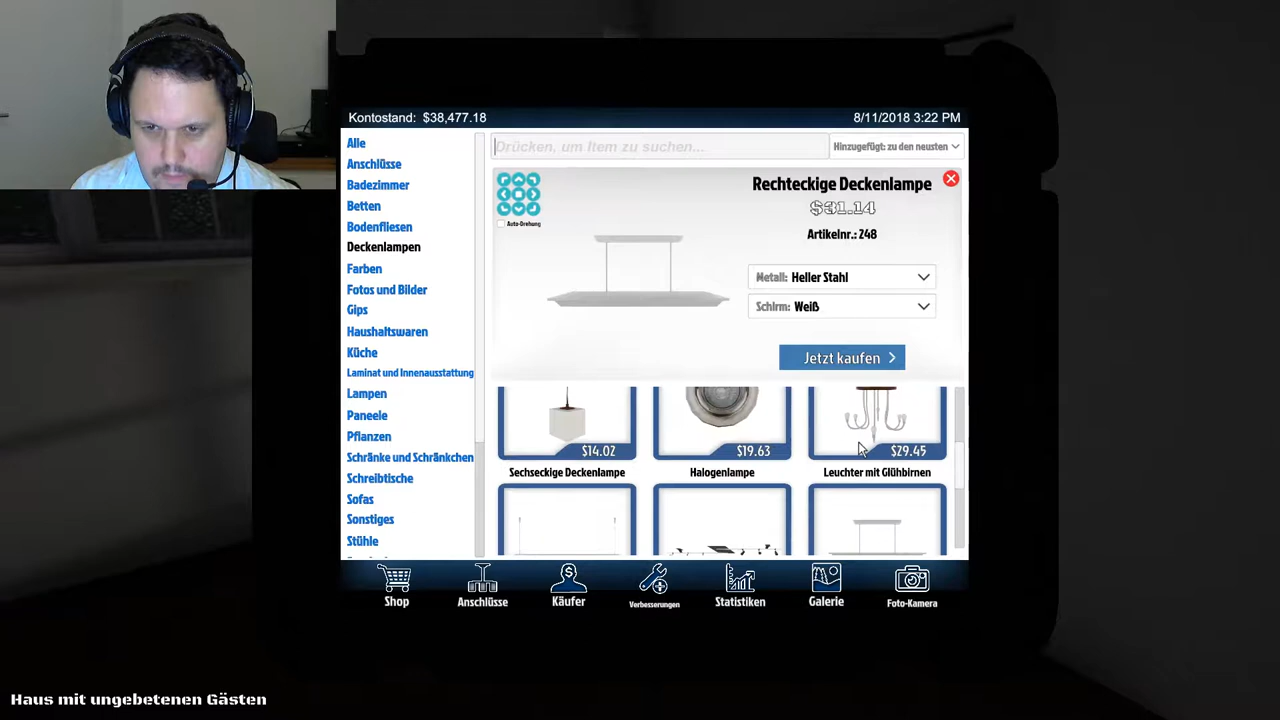 Kontostand: $38,477.18
8/11/2018 3:22 PM
Alle
Anschlüsse
Badezimmer
Betten
Bodenfliesen
Deckenlampen
Farben
Fotos und Bilder
Gips
Haushaltswaren
Küche
Laminat und Innenausstattung
Lampen
Paneele
Pflanzen
Schränke und Schränkchen
Schreibtische
Sofas
Sonstiges
Stühle
Drücken, um Item zu suchen...
Hinzugefügt: zu den neusten
Auto-Drehung
Rechteckige Deckenlampe
$31.14
Artikelnr.: 248
Metall: Heller Stahl
Schirm: Weiß
Jetzt kaufen
$14.02
$19.63
$29.45
Sechseckige Deckenlampe
Halogenlampe
Leuchter mit Glühbirnen
Shop
Anschlüsse
Käufer
Verbesserungen
Statistiken
Galerie
Foto-Kamera
Haus mit ungebetenen Gästen